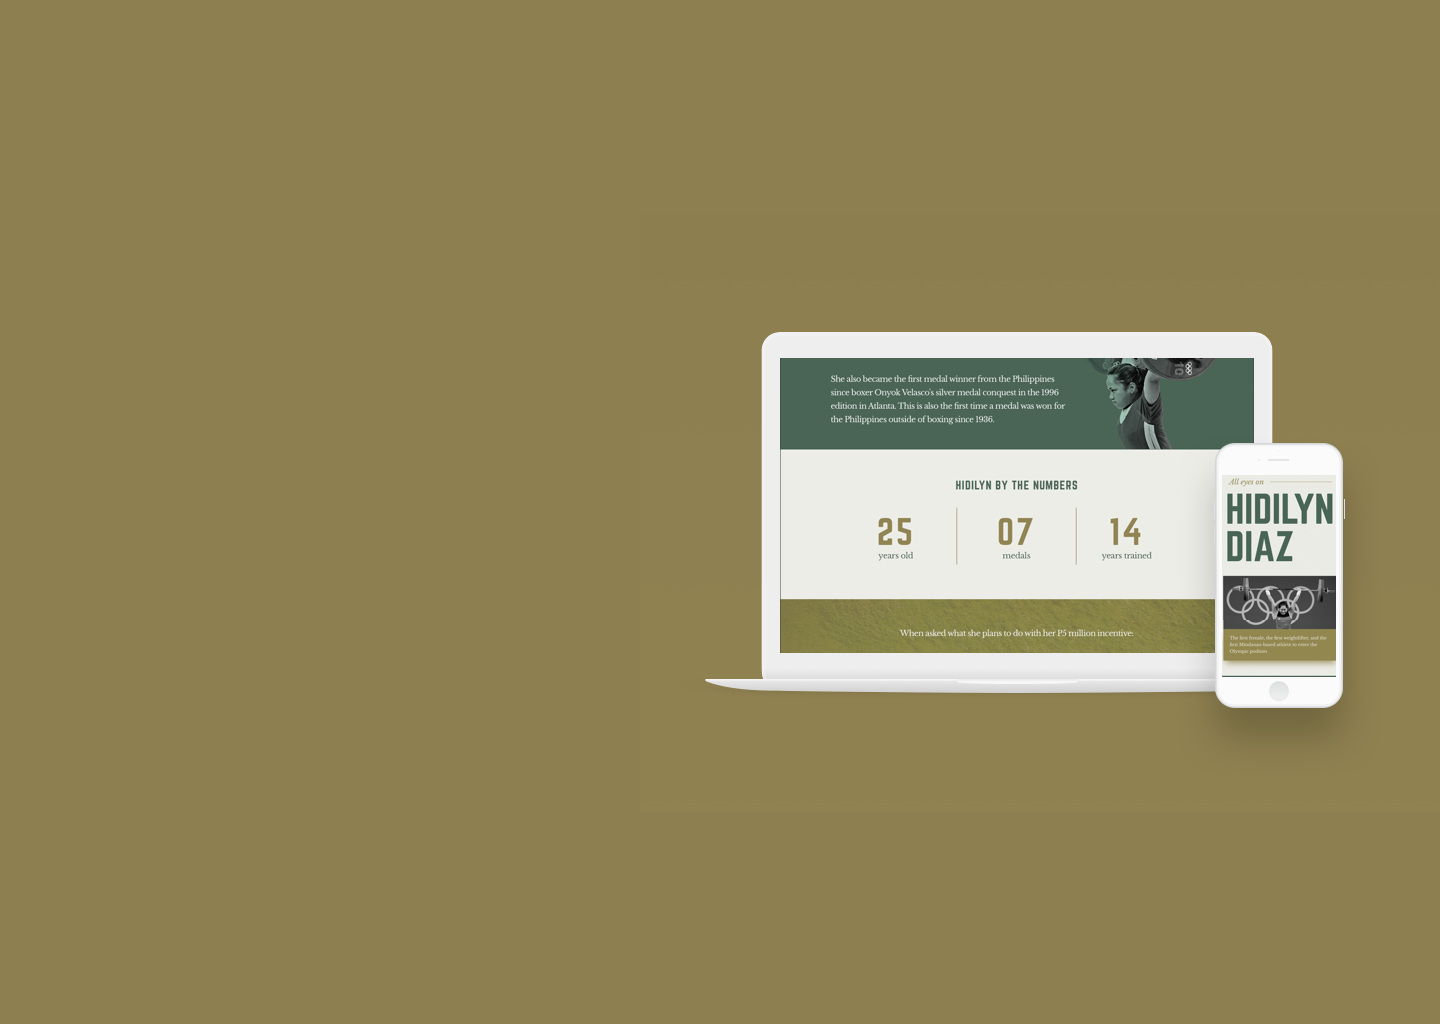 She also became the first medal winner from the Philippines
since boxer Onyok Velasco's silver medal conquest in the 1996
edition in Atlanta. This is also the first time a medal was won for
the Philippines outside of boxing since 1936.
10
HIDILYN BY THE NUMBERS
25
years old
07
medals
14
years trained
When asked what she plans to do with her P5 million incentive:
All eyes on
HIDILYN
DIAZ
The first female, the first weightlifter, and the
first Mindanao-based athlete to enter the
Olympic podium